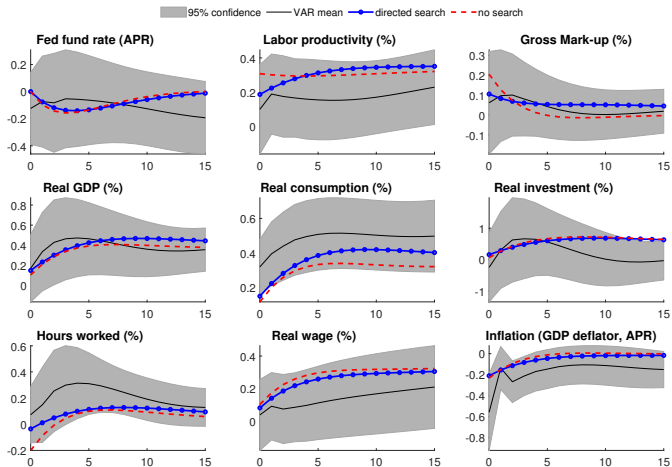 95% confidence VAR mean directed search no search
Fed fund rate (APR) Labor productivity (%) Gross Mark-up (%)
0.2
0
-0.2
-0.4
0 5 10 15
0.4
0.2
0
0 5 10 15
0.3
0.2
0.1
0
-0.1
0 5 10 15
Real GDP (%) Real consumption (%) Real investment (%)
0.8
0.6
0.4
0.2
0
0 5 10 15
0.6
0.4
0.2
0 5 10 15
1
0
-1
0 5 10 15
Hours worked (%) Real wage (%) Inflation (GDP deflator, APR)
0.6
0.4
0.2
0
-0.2
0 5 10 15
0.4
0.2
0
0 5 10 15
0
-0.2
-0.4
-0.6
-0.8
0 5 10 15